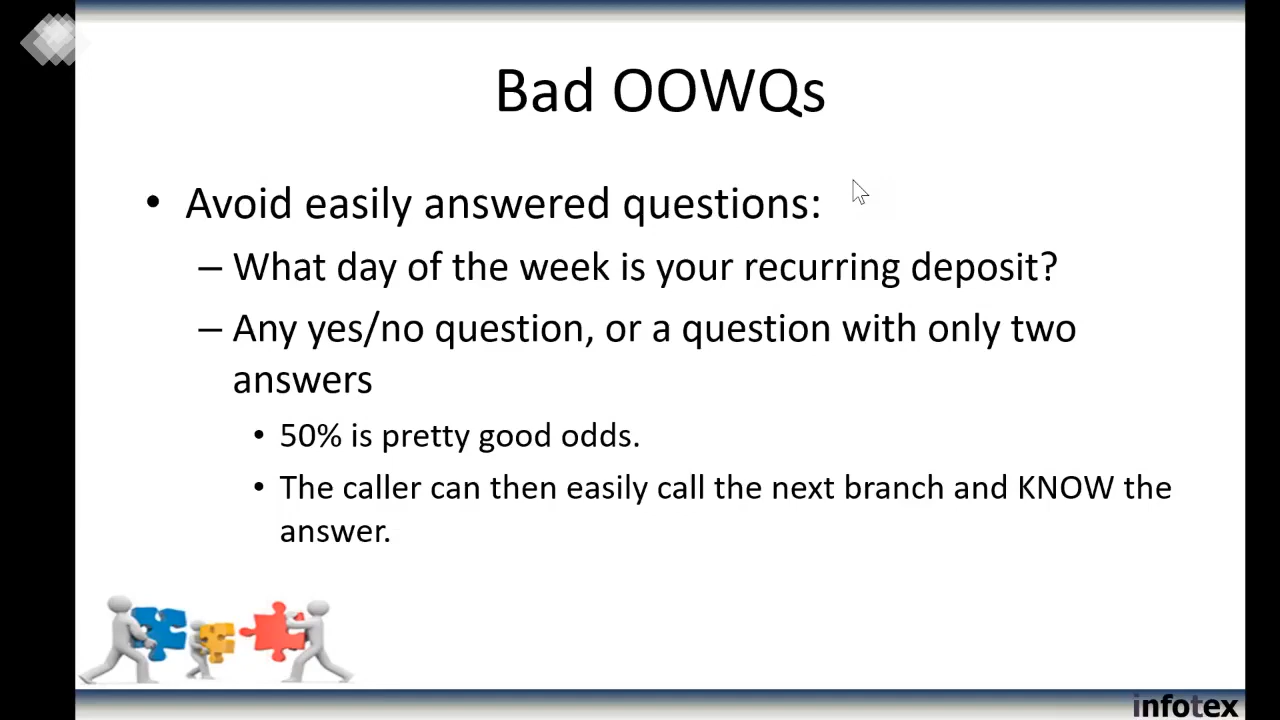 Bad OOWQs
• Avoid easily answered questions:
– What day of the week is your recurring deposit?
– Any yes/no question, or a question with only two
answers
• 50% is pretty good odds.
• The caller can then easily call the next branch and KNOW the
answer.
infotex